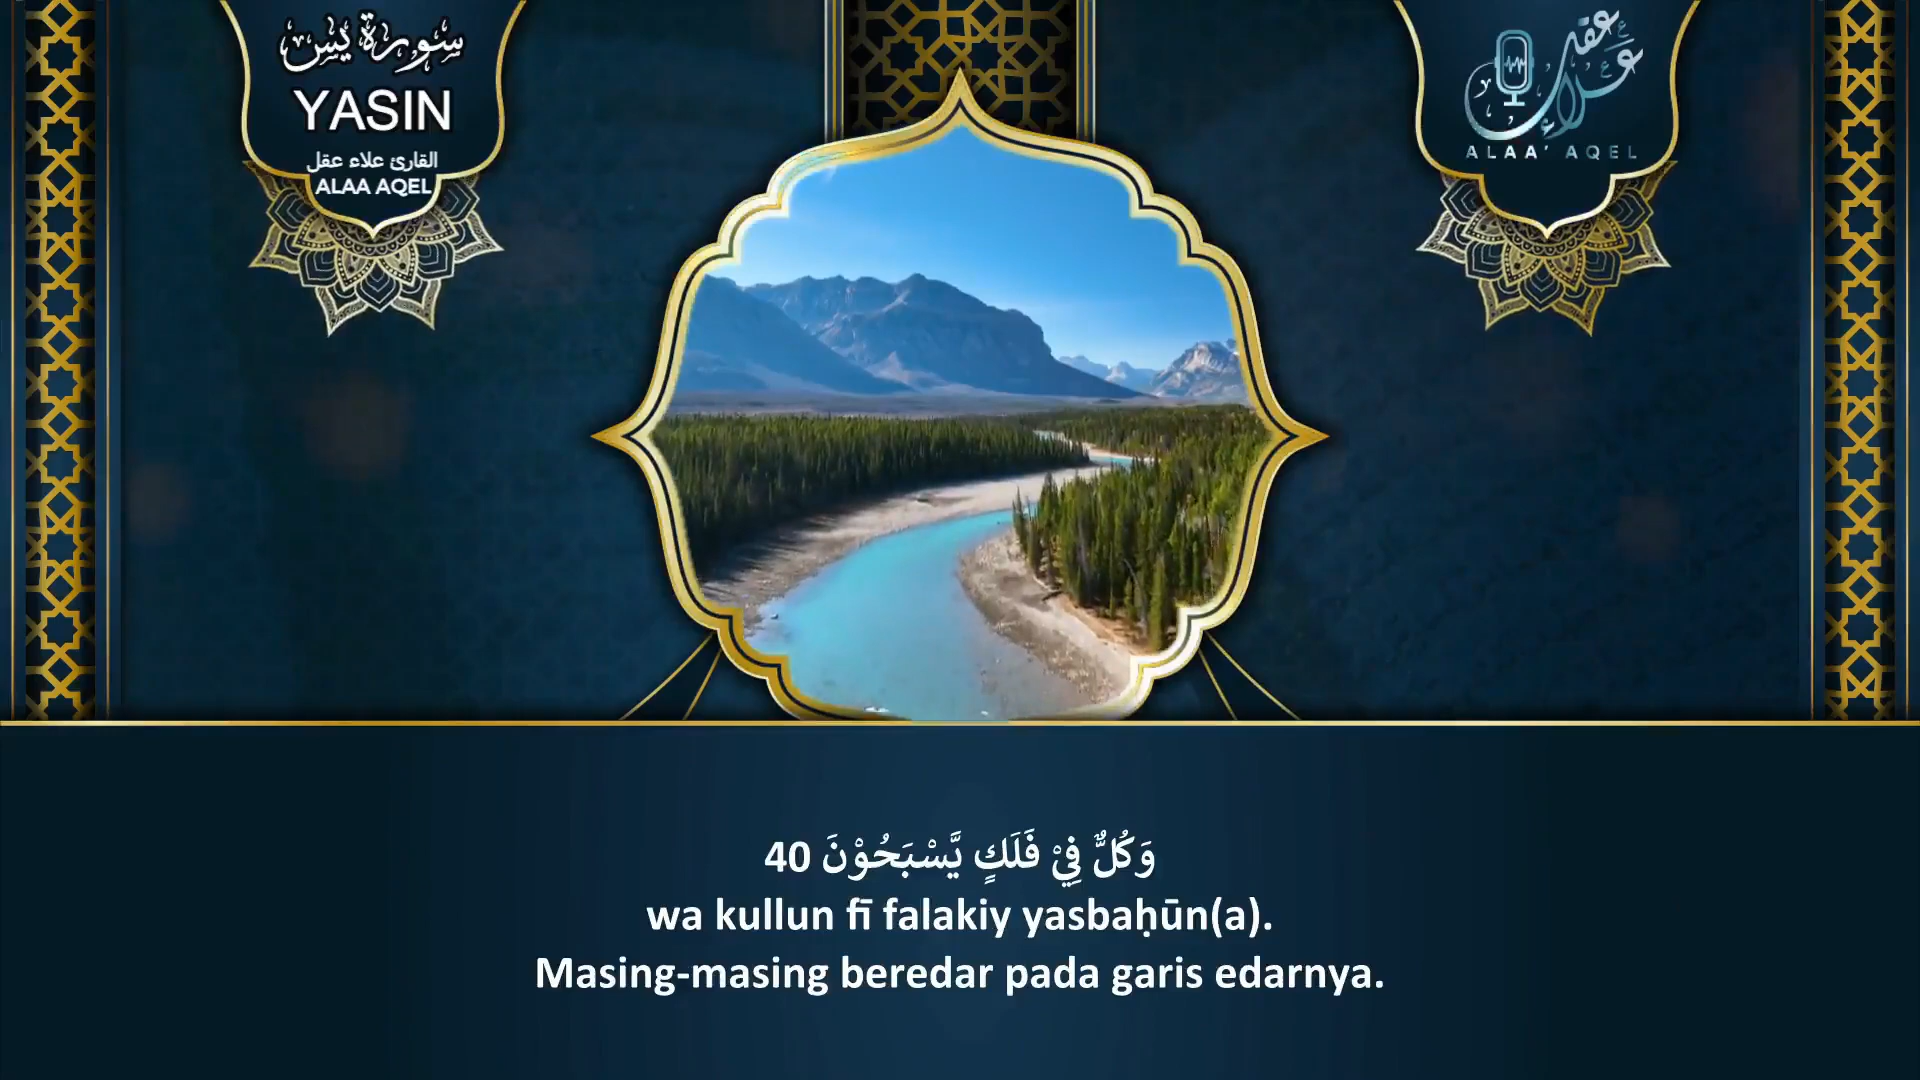 سورة يس
YASIN
القارئ علاء عقل
ALAA AQEL
علاء عقل
ALAA' AQEL
وَكُلٌّ فِيْ فَلَكٍ يَّسْبَحُوْنَ 40
wa kullun fī falakiy yasbaḥūn(a).
Masing-masing beredar pada garis edarnya.